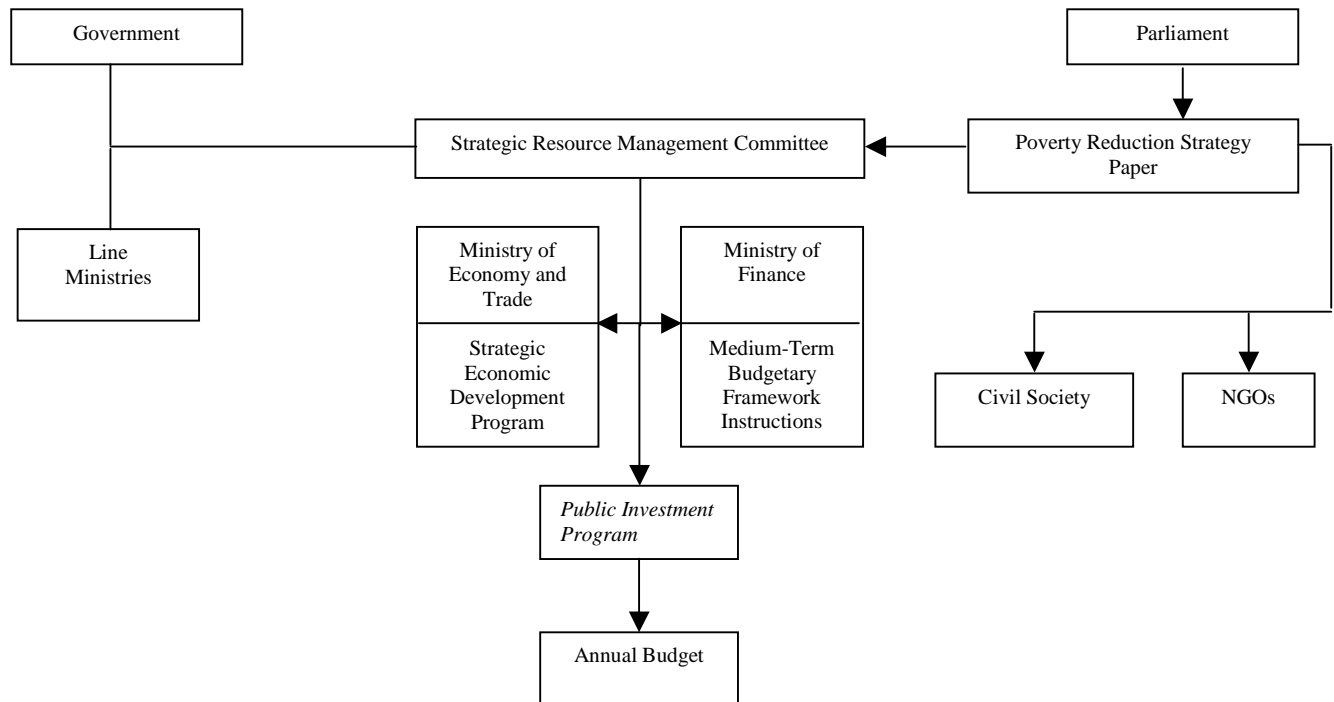 Government
Parliament
Strategic Resource Management Committee
Poverty Reduction Strategy
Paper
Line
Ministries
Ministry of
Economy and
Trade
Ministry of
Finance
Strategic
Economic
Development
Program
Medium-Term
Budgetary
Framework
Instructions
Civil Society
NGOs
Public Investment
Program
Annual Budget